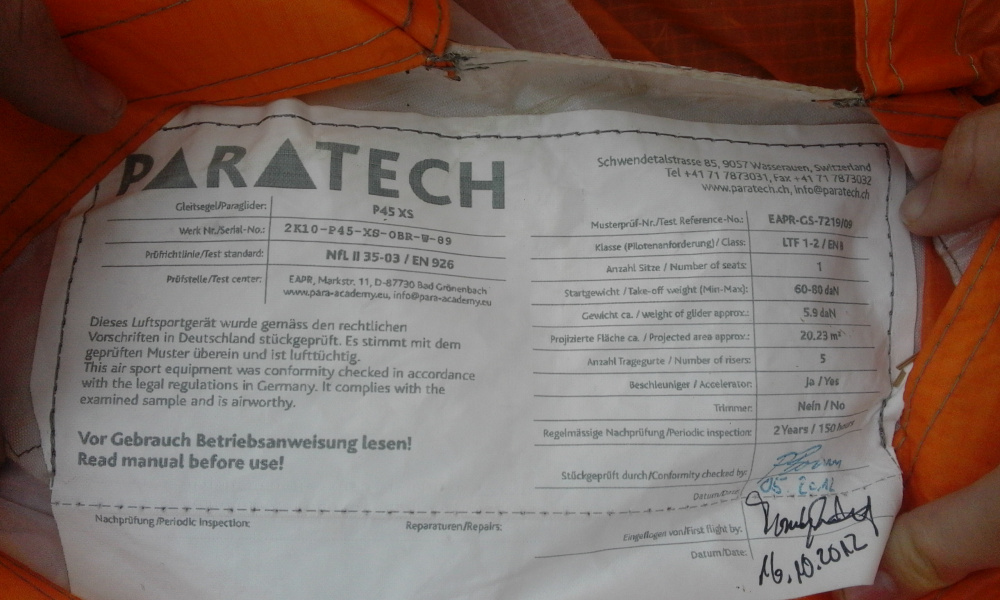 PARATECH
Schwendetalstrasse 85, 9057 Wasserauen, Switzerland
Tel +41 71 7873031, Fax +41 71 7873032
www.paratech.ch, info@paratech.ch
Gleitsegel/Paraglider: P45 XS
Werk Nr./Serial-No.: 2K10-P45-XS-OBR-W-89
Prüfrichtlinie/Test standard: NfL II 35-03 / EN 926
Prüfstelle/Test center: EAPR, Markstr. 11, D-87730 Bad Grönenbach
www.para-academy.eu, info@para-academy.eu
Dieses Luftsportgerät wurde gemäss den rechtlichen
Vorschriften in Deutschland stückgeprüft. Es stimmt mit dem
geprüften Muster überein und ist lufttüchtig.
This air sport equipment was conformity checked in accordance
with the legal regulations in Germany. It complies with the
examined sample and is airworthy.
Vor Gebrauch Betriebsanweisung lesen!
Read manual before use!
Musterprüf-Nr./Test Reference-No.: EAPR-GS-7219/09
Klasse (Pilotenanforderung) / Class: LTF 1-2 / EN B
Anzahl Sitze / Number of seats: 1
Startgewicht / Take-off weight (Min-Max): 60-80 daN
Gewicht ca. / weight of glider approx.: 5.9 daN
Projizierte Fläche ca. / Projected area approx.: 20.23 m²
Anzahl Tragegurte / Number of risers: 5
Beschleuniger / Accelerator: Ja / Yes
Trimmer: Nein / No
Regelmässige Nachprüfung/Periodic inspection: 2 Years / 150 hours
Stückgeprüft durch/Conformity checked by:
Datum/Date:
Eingeflogen von/First flight by:
Datum/Date: 16.10.2012
Nachprüfung/Periodic Inspection:
Reparaturen/Repairs: